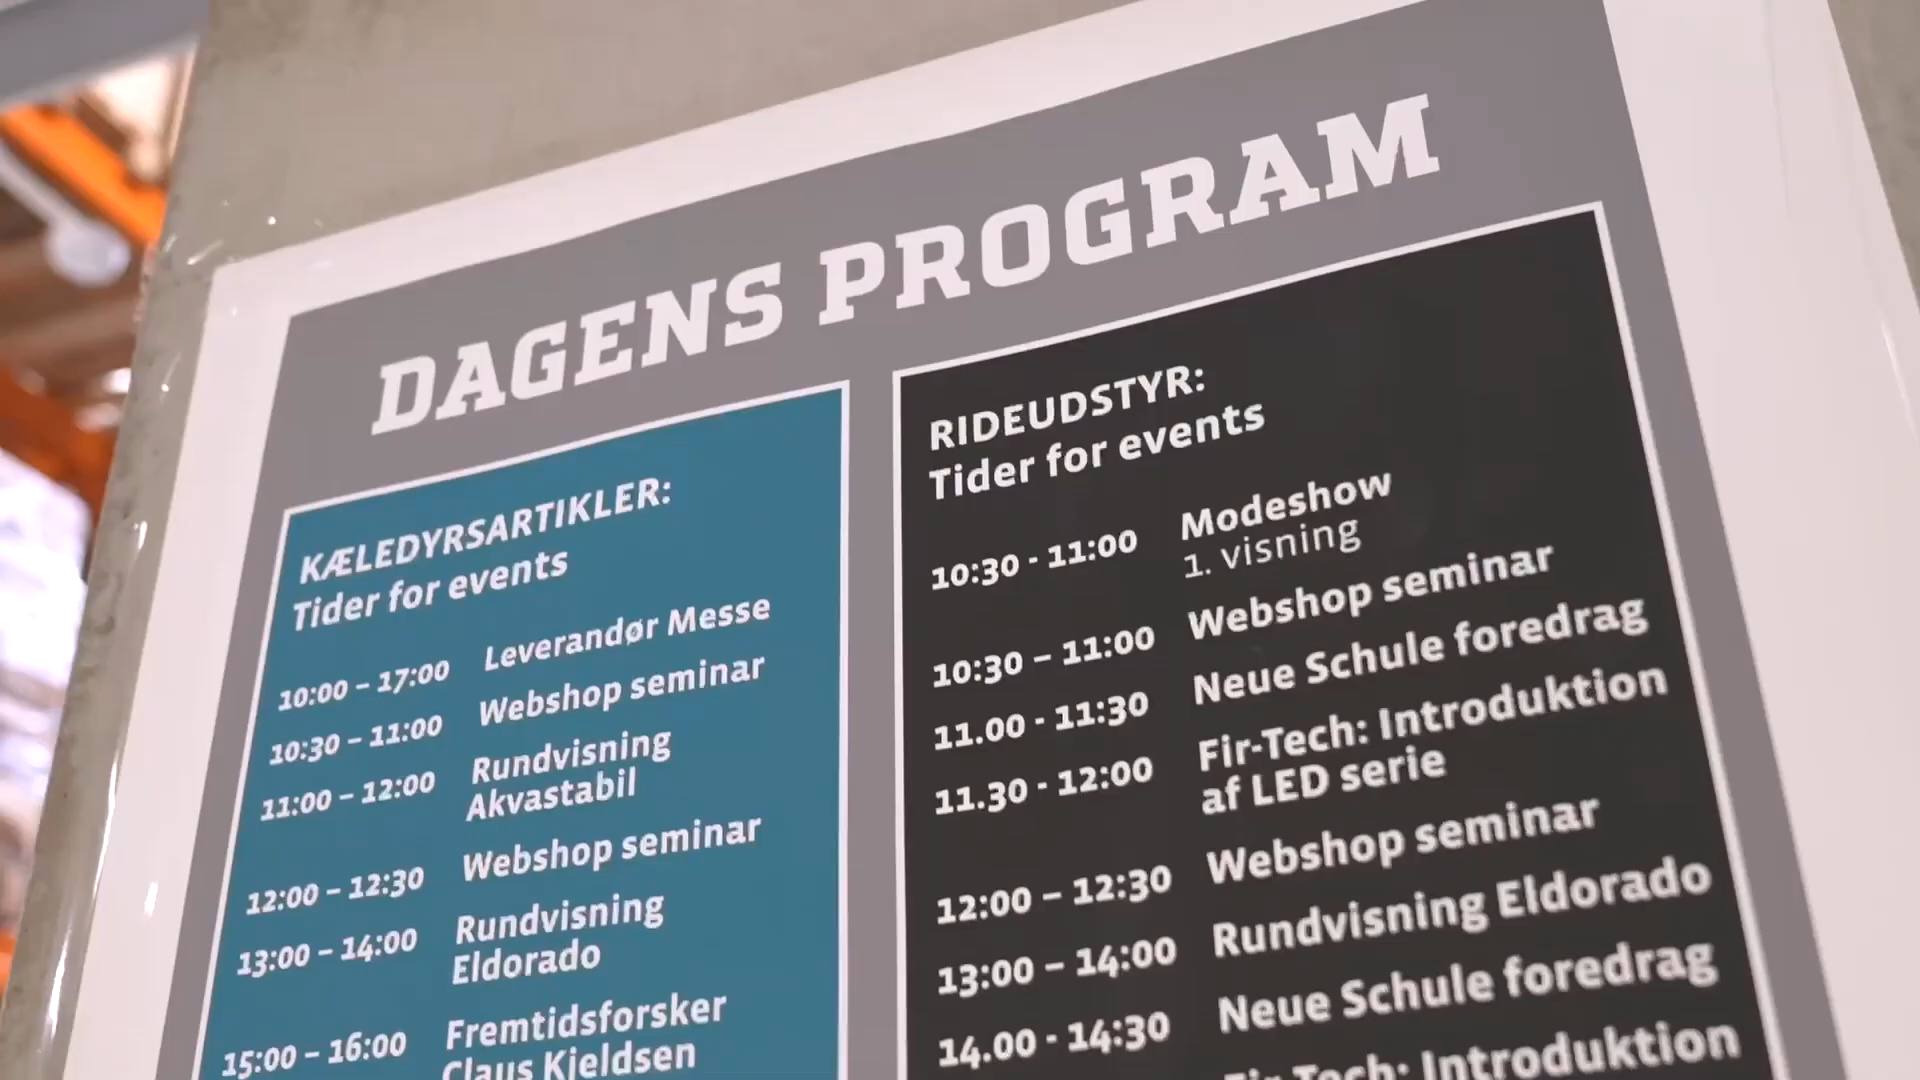 DAGENS PROGRAM
KÆLEDYRSARTIKLER:
Tider for events
10:00 – 17:00 Leverandør Messe
10:30 – 11:00 Webshop seminar
11:00 – 12:00 Rundvisning
Akvastabil
12:00 – 12:30 Webshop seminar
13:00 – 14:00 Rundvisning
Eldorado
15:00 – 16:00 Fremtidsforsker
Claus Kjeldsen
RIDEUDSTYR:
Tider for events
10:30 - 11:00 Modeshow
1. visning
10:30 – 11:00 Webshop seminar
11.00 - 11:30 Neue Schule foredrag
11.30 - 12:00 Fir-Tech: Introduktion
af LED serie
12:00 – 12:30 Webshop seminar
13:00 – 14:00 Rundvisning Eldorado
14.00 - 14:30 Neue Schule foredrag
Fir-Tech: Introduktion